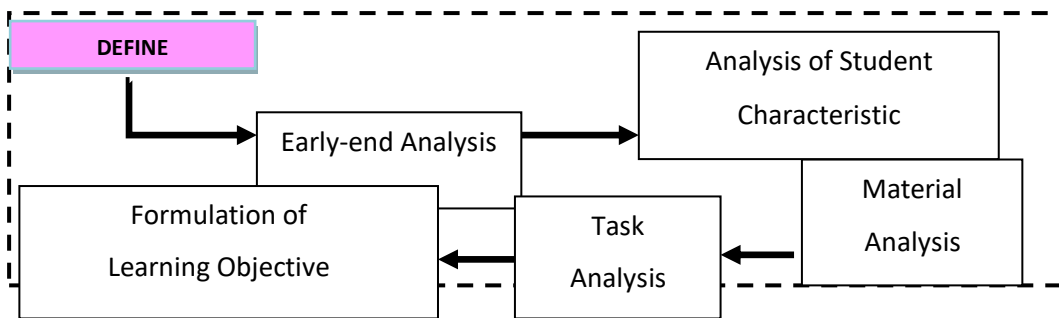 DEFINE
Early-end Analysis
Analysis of Student
Characteristic
Material
Analysis
Task
Analysis
Formulation of
Learning Objective